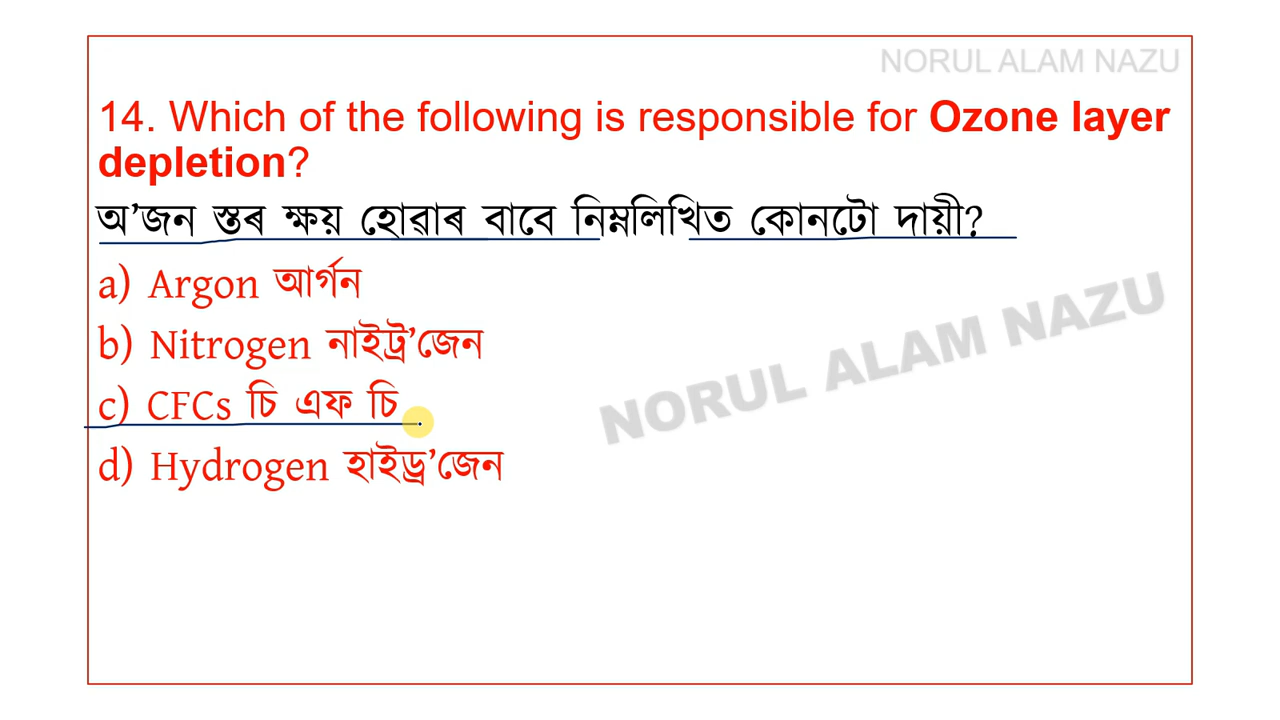 NORUL ALAM NAZU
14. Which of the following is responsible for Ozone layer
depletion?
অ’জন স্তৰ ক্ষয় হোৱাৰ বাবে নিম্নলিখিত কোনটো দায়ী?
a) Argon আৰ্গন
b) Nitrogen নাইট্ৰ’জেন
c) CFCs চি এফ চি
d) Hydrogen হাইড্ৰ’জেন
NORUL ALAM NAZU